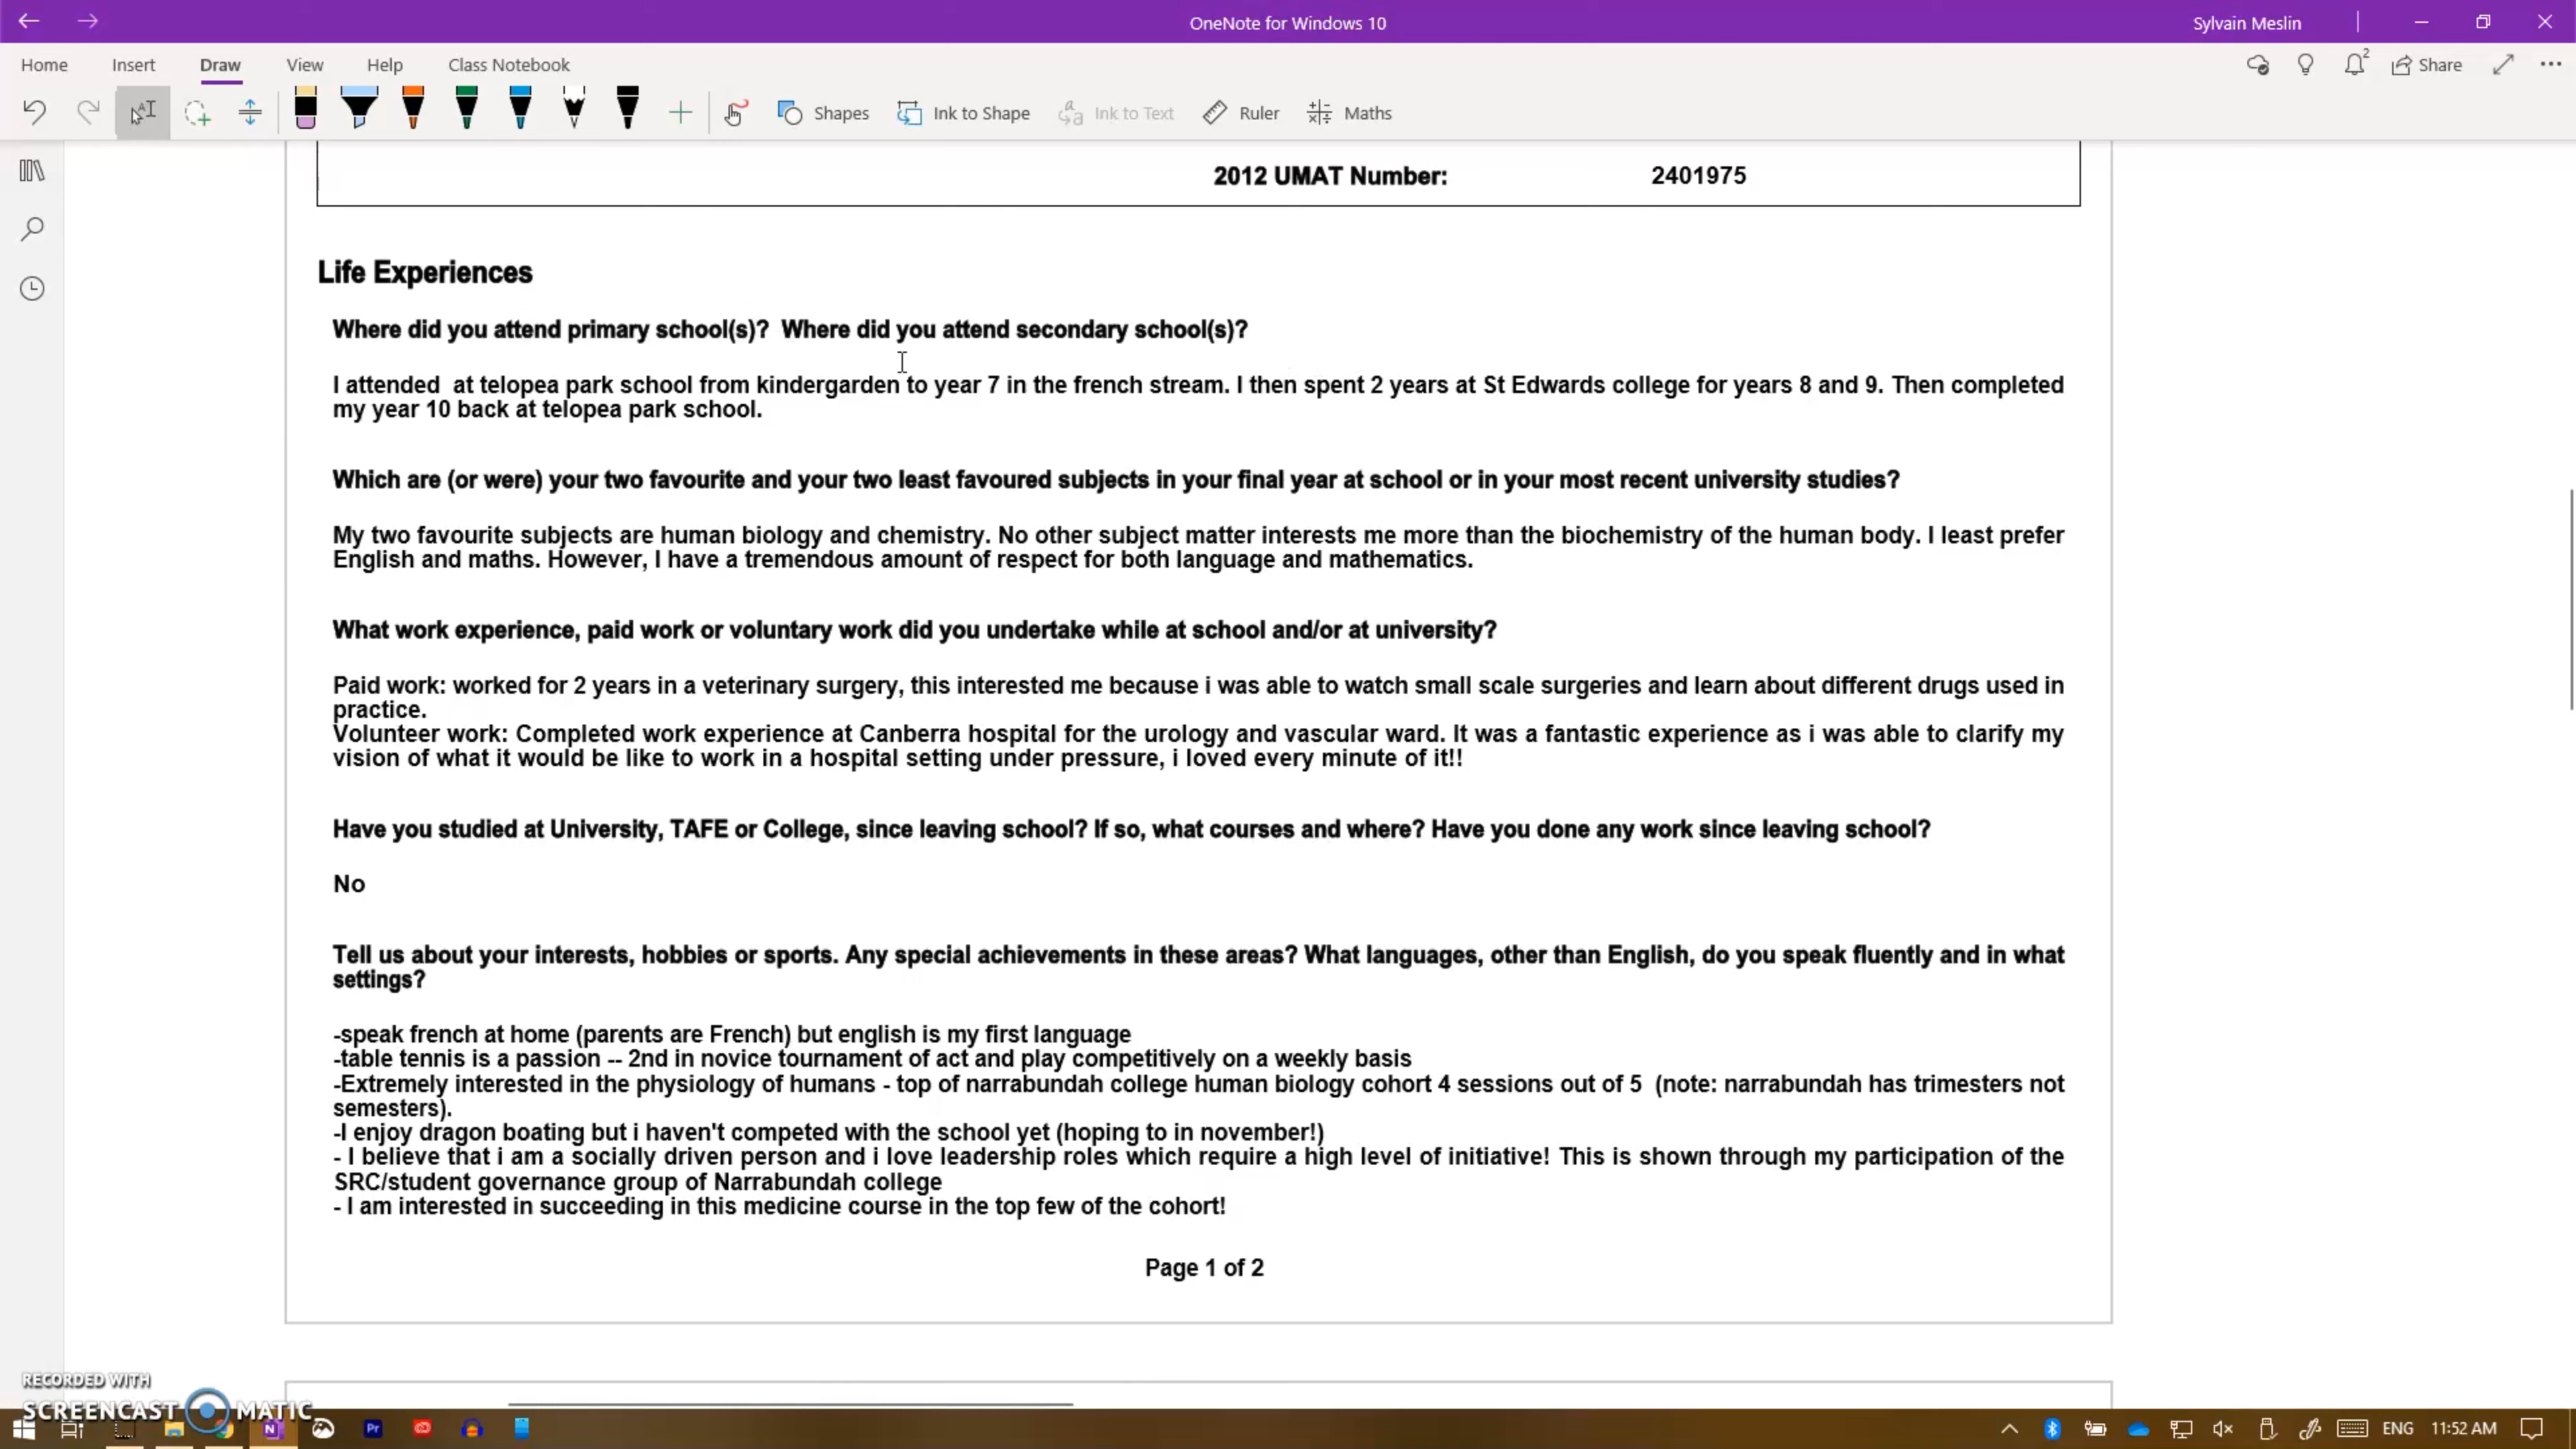 OneNote for Windows 10
Sylvain Meslin
Home Insert Draw View Help Class Notebook
2
Share
Shapes Ink to Shape Ink to Text Ruler Maths
2012 UMAT Number: 2401975
Life Experiences
Where did you attend primary school(s)? Where did you attend secondary school(s)?
I attended at telopea park school from kindergarden to year 7 in the french stream. I then spent 2 years at St Edwards college for years 8 and 9. Then completed
my year 10 back at telopea park school.
Which are (or were) your two favourite and your two least favoured subjects in your final year at school or in your most recent university studies?
My two favourite subjects are human biology and chemistry. No other subject matter interests me more than the biochemistry of the human body. I least prefer
English and maths. However, I have a tremendous amount of respect for both language and mathematics.
What work experience, paid work or voluntary work did you undertake while at school and/or at university?
Paid work: worked for 2 years in a veterinary surgery, this interested me because i was able to watch small scale surgeries and learn about different drugs used in
practice.
Volunteer work: Completed work experience at Canberra hospital for the urology and vascular ward. It was a fantastic experience as i was able to clarify my
vision of what it would be like to work in a hospital setting under pressure, i loved every minute of it!!
Have you studied at University, TAFE or College, since leaving school? If so, what courses and where? Have you done any work since leaving school?
No
Tell us about your interests, hobbies or sports. Any special achievements in these areas? What languages, other than English, do you speak fluently and in what
settings?
-speak french at home (parents are French) but english is my first language
-table tennis is a passion -- 2nd in novice tournament of act and play competitively on a weekly basis
-Extremely interested in the physiology of humans - top of narrabundah college human biology cohort 4 sessions out of 5 (note: narrabundah has trimesters not
semesters).
-I enjoy dragon boating but i haven't competed with the school yet (hoping to in november!)
- I believe that i am a socially driven person and i love leadership roles which require a high level of initiative! This is shown through my participation of the
SRC/student governance group of Narrabundah college
- I am interested in succeeding in this medicine course in the top few of the cohort!
Page 1 of 2
RECORDED WITH
SCREENCAST MATIC
Pr
ENG 11:52 AM